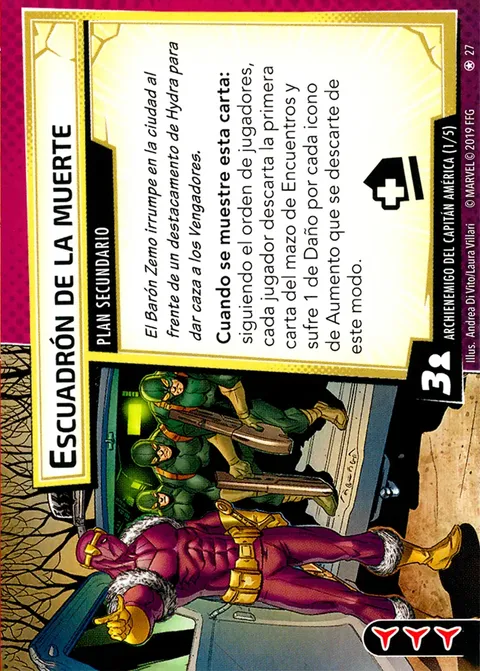 ESCUADRÓN DE LA MUERTE
PLAN SECUNDARIO
El Barón Zemo irrumpe en la ciudad al
frente de un destacamento de Hydra para
dar caza a los Vengadores.
Cuando se muestre esta carta:
siguiendo el orden de jugadores,
cada jugador descarta la primera
carta del mazo de Encuentros y
sufre 1 de Daño por cada icono
de Aumento que se descarte de
este modo.
3
ARCHIENEMIGO DEL CAPITÁN AMÉRICA (1/5)
Illus. Andrea Di Vito/Laura Villari © MARVEL © 2019 FFG 27